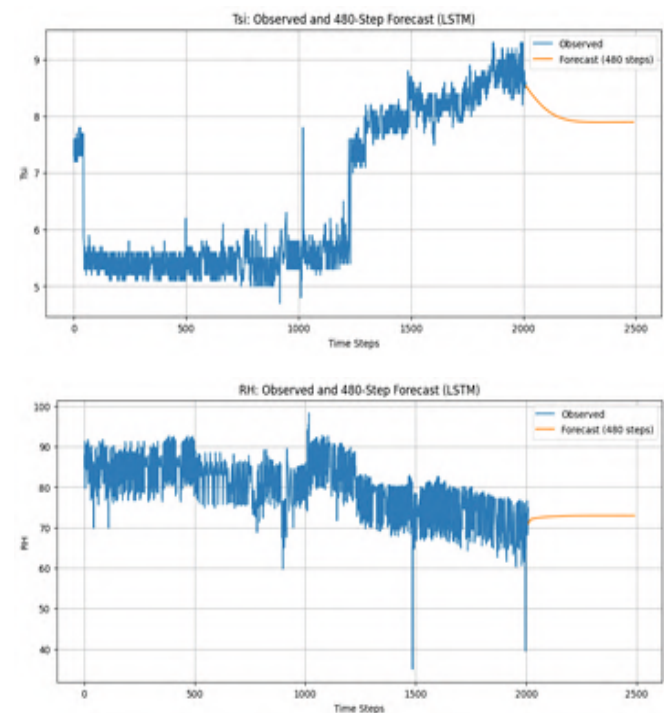 Tsi: Observed and 480-Step Forecast (LSTM)
Observed
Forecast (480 steps)
9
8
7
6
5
Tsi
0 500 1000 1500 2000 2500
Time Steps
RH: Observed and 480-Step Forecast (LSTM)
Observed
Forecast (480 steps)
100
90
80
70
60
50
40
RH
0 500 1000 1500 2000 2500
Time Steps